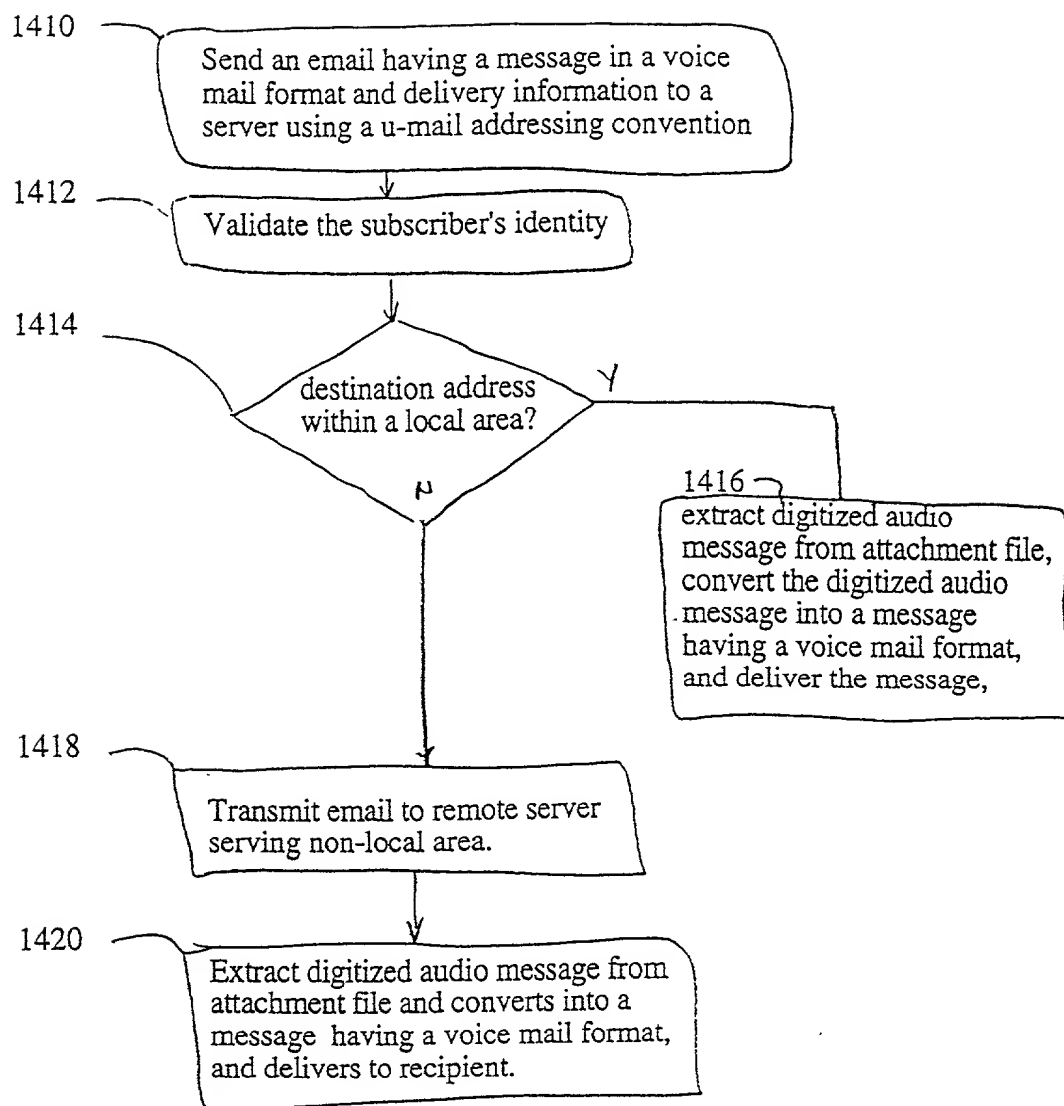 1410
Send an email having a message in a voice
mail format and delivery information to a
server using a u-mail addressing convention
1412
Validate the subscriber's identity
1414
destination address
within a local area?
Y
N
1416
extract digitized audio
message from attachment file,
convert the digitized audio
message into a message
having a voice mail format,
and deliver the message,
1418
Transmit email to remote server
serving non-local area.
1420
Extract digitized audio message from
attachment file and converts into a
message having a voice mail format,
and delivers to recipient.